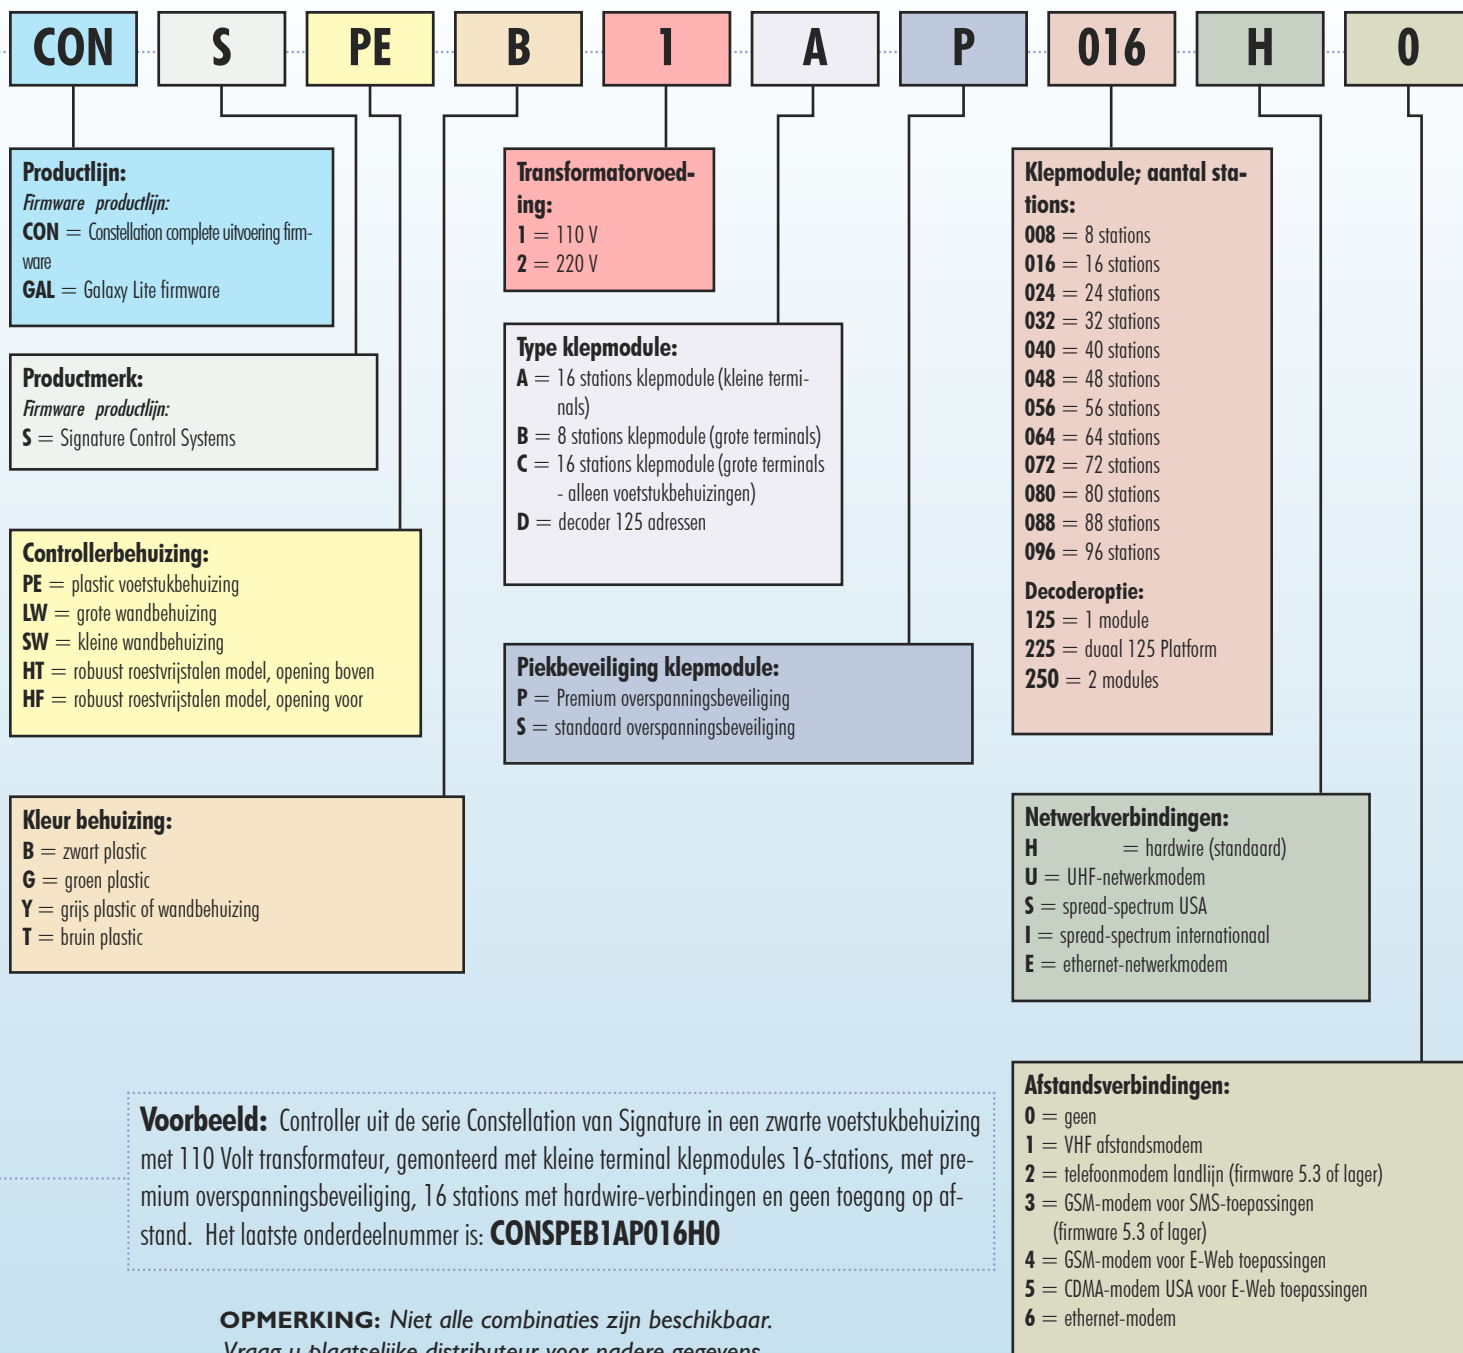 CON S PE B 1 A P 016 H 0
Productlijn:
Firmware productlijn:
CON = Constellation complete uitvoering firm-
ware
GAL = Galaxy Lite firmware
Productmerk:
Firmware productlijn:
S = Signature Control Systems
Controllerbehuizing:
PE = plastic voetstukbehuizing
LW = grote wandbehuizing
SW = kleine wandbehuizing
HT = robuust roestvrijstalen model, opening boven
HF = robuust roestvrijstalen model, opening voor
Kleur behuizing:
B = zwart plastic
G = groen plastic
Y = grijs plastic of wandbehuizing
T = bruin plastic
Transformatorvoed-
ing:
1 = 110 V
2 = 220 V
Type klepmodule:
A = 16 stations klepmodule (kleine termi-
nals)
B = 8 stations klepmodule (grote terminals)
C = 16 stations klepmodule (grote terminals
- alleen voetstukbehuizingen)
D = decoder 125 adressen
Piekbeveiliging klepmodule:
P = Premium overspanningsbeveiliging
S = standaard overspanningsbeveiliging
Klepmodule; aantal sta-
tions:
008 = 8 stations
016 = 16 stations
024 = 24 stations
032 = 32 stations
040 = 40 stations
048 = 48 stations
056 = 56 stations
064 = 64 stations
072 = 72 stations
080 = 80 stations
088 = 88 stations
096 = 96 stations
Decoderoptie:
125 = 1 module
225 = duaal 125 Platform
250 = 2 modules
Netwerkverbindingen:
H = hardwire (standaard)
U = UHF-netwerkmodem
S = spread-spectrum USA
I = spread-spectrum internationaal
E = ethernet-netwerkmodem
Afstandsverbindingen:
0 = geen
1 = VHF afstandsmodem
2 = telefoonmodem landlijn (firmware 5.3 of lager)
3 = GSM-modem voor SMS-toepassingen
(firmware 5.3 of lager)
4 = GSM-modem voor E-Web toepassingen
5 = CDMA-modem USA voor E-Web toepassingen
6 = ethernet-modem
Voorbeeld: Controller uit de serie Constellation van Signature in een zwarte voetstukbehuizing
met 110 Volt transformateur, gemonteerd met kleine terminal klepmodules 16-stations, met pre-
mium overspanningsbeveiliging, 16 stations met hardwire-verbindingen en geen toegang op af-
stand. Het laatste onderdeelnummer is: CONSPEB1AP016H0
OPMERKING: Niet alle combinaties zijn beschikbaar.
Vraag u plaatselijke distributeur voor nadere gegevens